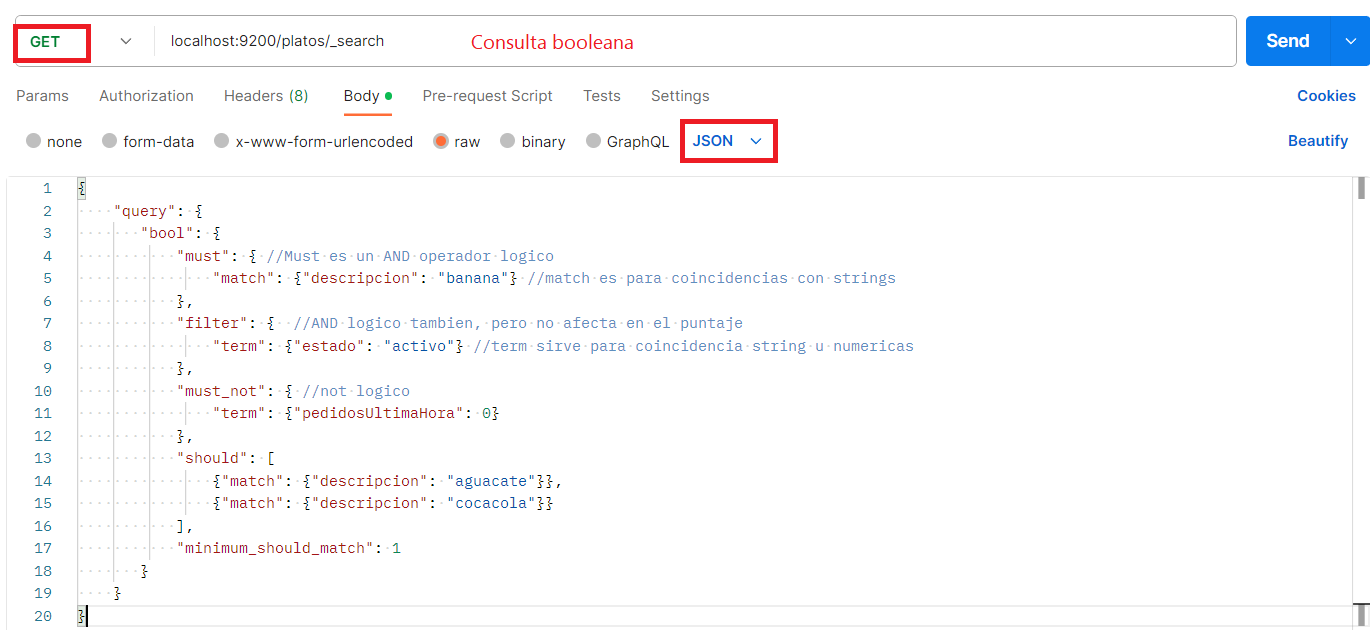 GET localhost:9200/platos/_search Consulta booleana Send
Params Authorization Headers (8) Body Pre-request Script Tests Settings Cookies
none form-data x-www-form-urlencoded raw binary GraphQL JSON Beautify
1 {
2 "query": {
3 "bool": {
4 "must": { //Must es un AND operador logico
5 "match": {"descripcion": "banana"} //match es para coincidencias con strings
6 },
7 "filter": {  //AND logico tambien, pero no afecta en el puntaje
8 "term": {"estado": "activo"} //term sirve para coincidencia string u numericas
9 },
10 "must_not": { //not logico
11 "term": {"pedidosUltimaHora": 0}
12 },
13 "should": [
14 {"match": {"descripcion": "aguacate"}},
15 {"match": {"descripcion": "cocacola"}}
16 ],
17 "minimum_should_match": 1
18 }
19 }
20 }